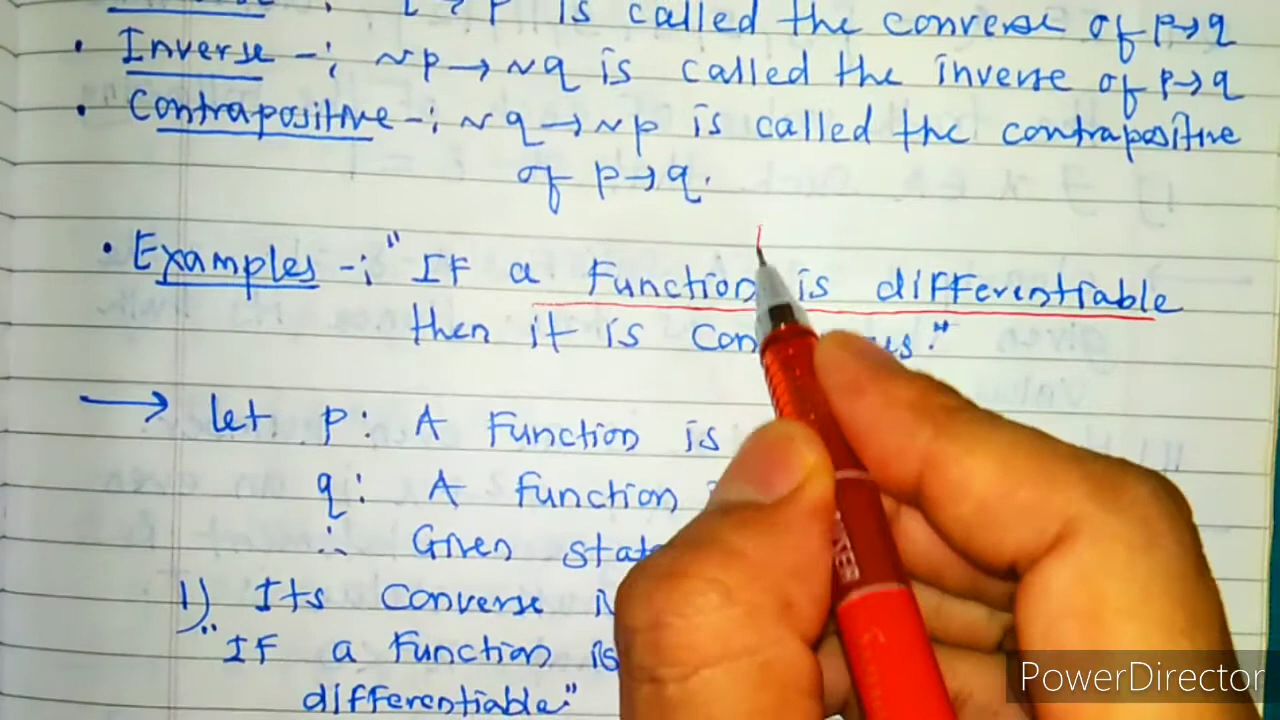 q → p is called the converse of p→q
• Inverse -: ~p → ~q is called the inverse of p→q
• Contrapositive -: ~q → ~p is called the contrapositive
of p→q.
• Examples -: "If a function is differentiable
then it is Con us"
→ let p: A function is
q: A function
∴ Given
1) Its Converse
"If a function is
differentiable"
PowerDirector